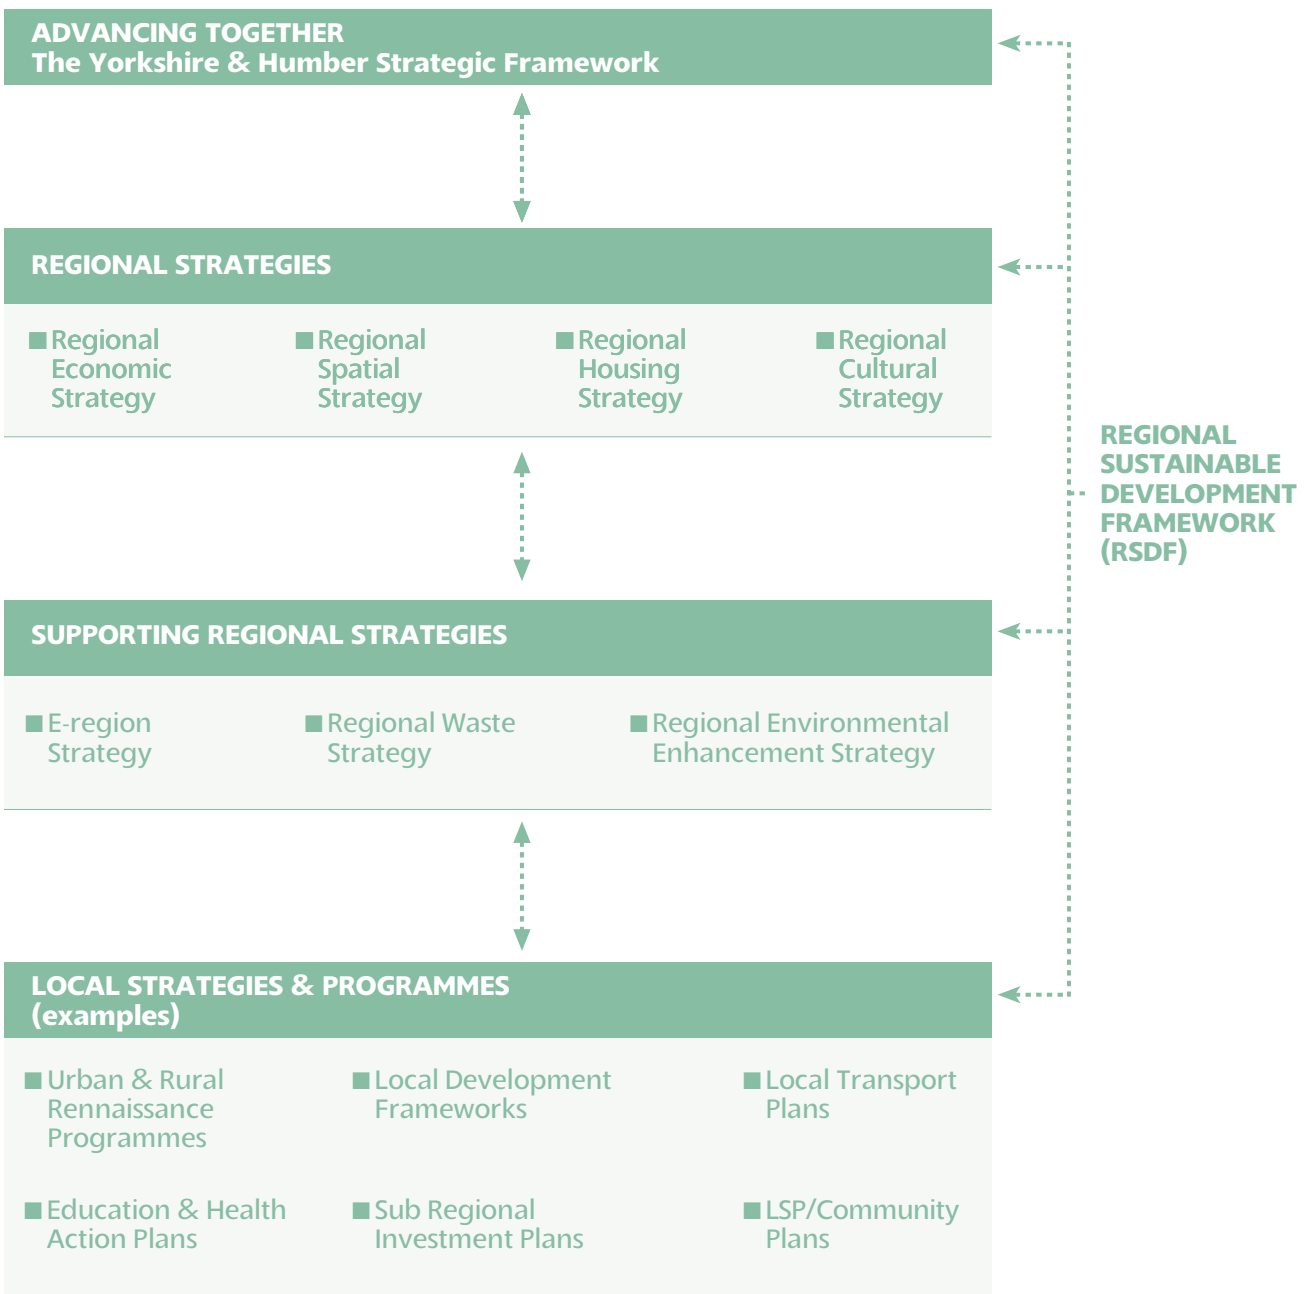 ADVANCING TOGETHER
The Yorkshire & Humber Strategic Framework
REGIONAL STRATEGIES
Regional
Economic
Strategy
Regional
Spatial
Strategy
Regional
Housing
Strategy
Regional
Cultural
Strategy
REGIONAL
SUSTAINABLE
DEVELOPMENT
FRAMEWORK
(RSDF)
SUPPORTING REGIONAL STRATEGIES
E-region
Strategy
Regional Waste
Strategy
Regional Environmental
Enhancement Strategy
LOCAL STRATEGIES & PROGRAMMES
(examples)
Urban & Rural
Rennaissance
Programmes
Local Development
Frameworks
Local Transport
Plans
Education & Health
Action Plans
Sub Regional
Investment Plans
LSP/Community
Plans